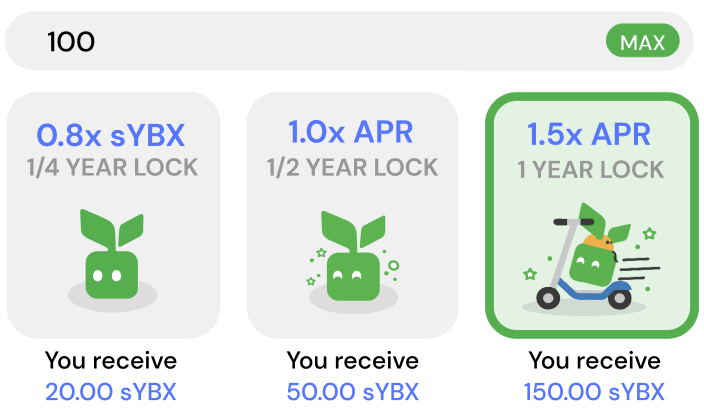 100
MAX
0.8x sYBX
1/4 YEAR LOCK
1.0x APR
1/2 YEAR LOCK
1.5x APR
1 YEAR LOCK
You receive
20.00 sYBX
You receive
50.00 sYBX
You receive
150.00 sYBX